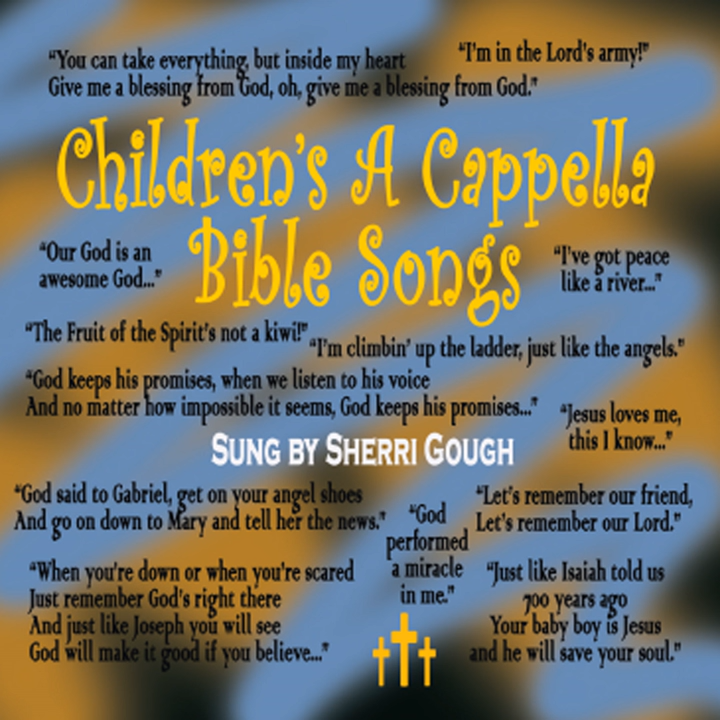 “You can take everything, but inside my heart
Give me a blessing from God, oh, give me a blessing from God.”
“I'm in the Lord's army!”
Children's A Cappella
Bible Songs
“Our God is an
awesome God...”
“I've got peace
like a river...”
“The Fruit of the Spirit's not a kiwi!”
“I'm climbin' up the ladder, just like the angels.”
“God keeps his promises, when we listen to his voice
And no matter how impossible it seems, God keeps his promises...”
“Jesus loves me,
this I know...”
SUNG BY SHERRI GOUGH
“God said to Gabriel, get on your angel shoes
And go on down to Mary and tell her the news.”
“God
performed
a miracle
in me.”
“Let's remember our friend,
Let's remember our Lord.”
“When you're down or when you're scared
Just remember God's right there
And just like Joseph you will see
God will make it good if you believe...”
“Just like Isaiah told us
700 years ago
Your baby boy is Jesus
and he will save your soul.”